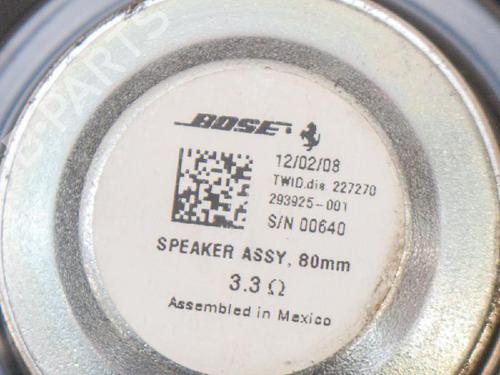 BOSE
12/02/08
TWID.dis 227270
293925-001
S/N 00640
SPEAKER ASSY, 80mm
3.3 Ω
Assembled in Mexico